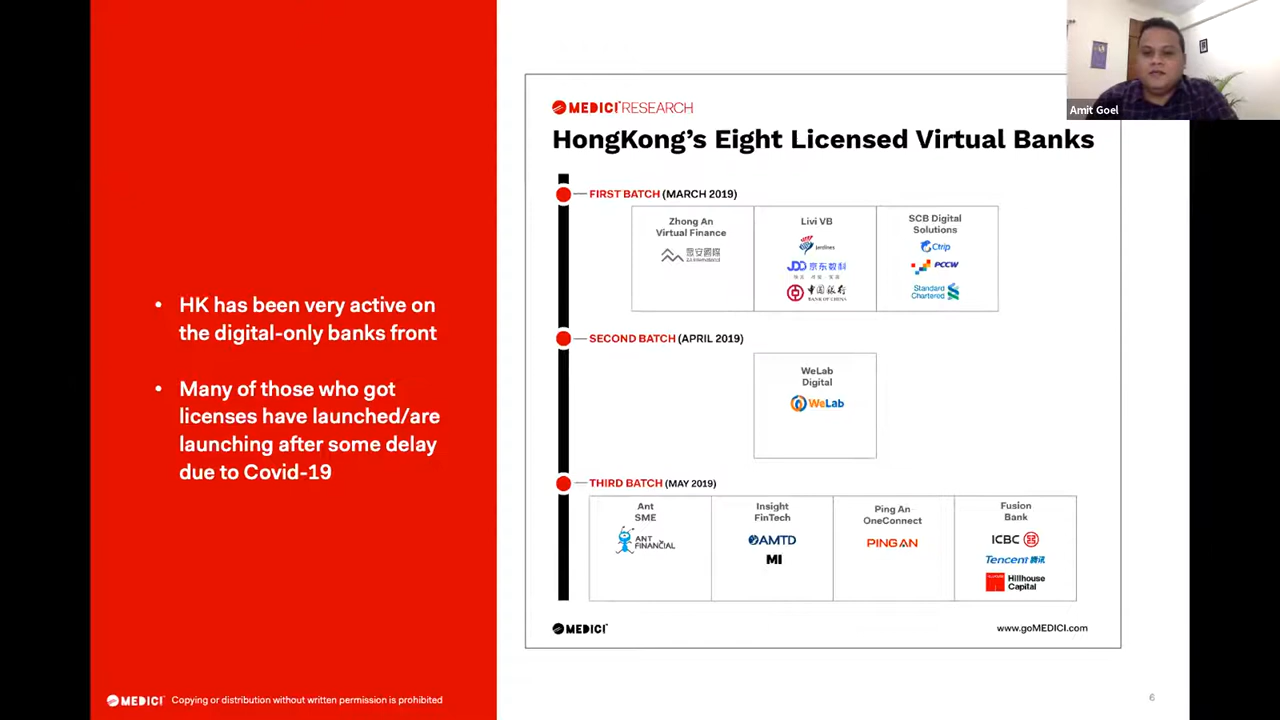 • HK has been very active on
the digital-only banks front
• Many of those who got
licenses have launched/are
launching after some delay
due to Covid-19
MEDICI Copying or distribution without written permission is prohibited
MEDICI RESEARCH
HongKong's Eight Licensed Virtual Banks
FIRST BATCH (MARCH 2019)
Zhong An
Virtual Finance
ZA International
Livi VB
Jardines
JDD 京东数科
中国银行
BANK OF CHINA
SCB Digital
Solutions
Ctrip
PCCW
Standard
Chartered
SECOND BATCH (APRIL 2019)
WeLab
Digital
WeLab
THIRD BATCH (MAY 2019)
Ant
SME
ANT
FINANCIAL
Insight
FinTech
AMTD
MI
Ping An
OneConnect
PINGAN
Fusion
Bank
ICBC
Tencent 腾讯
Hillhouse
Capital
MEDICI
www.goMEDICI.com
6
Amit Goel